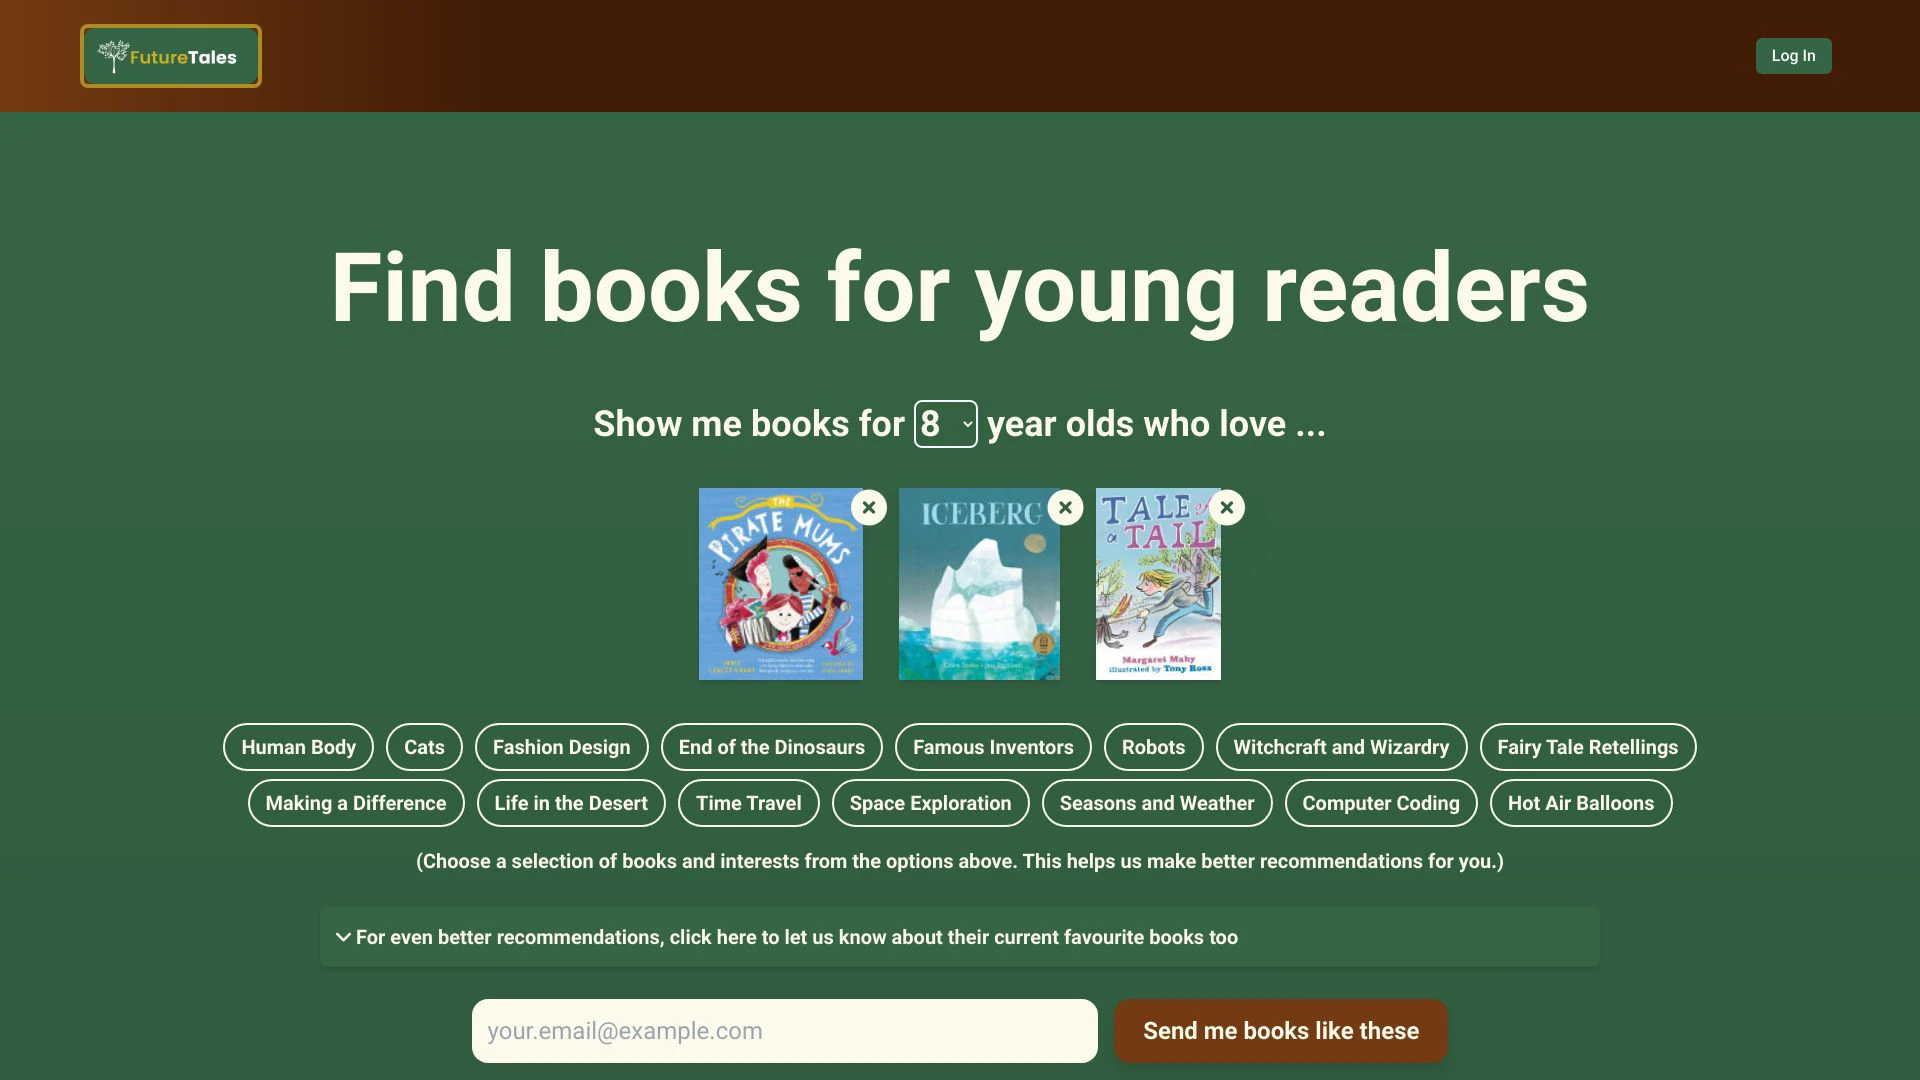 FutureTales
Log In
Find books for young readers
Show me books for 8 year olds who love ...
THE
PIRATE MUMS
ICEBERG
TALE of
a TAIL
Margaret Mahy
illustrated by Tony Ross
Human Body
Cats
Fashion Design
End of the Dinosaurs
Famous Inventors
Robots
Witchcraft and Wizardry
Fairy Tale Retellings
Making a Difference
Life in the Desert
Time Travel
Space Exploration
Seasons and Weather
Computer Coding
Hot Air Balloons
(Choose a selection of books and interests from the options above. This helps us make better recommendations for you.)
For even better recommendations, click here to let us know about their current favourite books too
your.email@example.com
Send me books like these